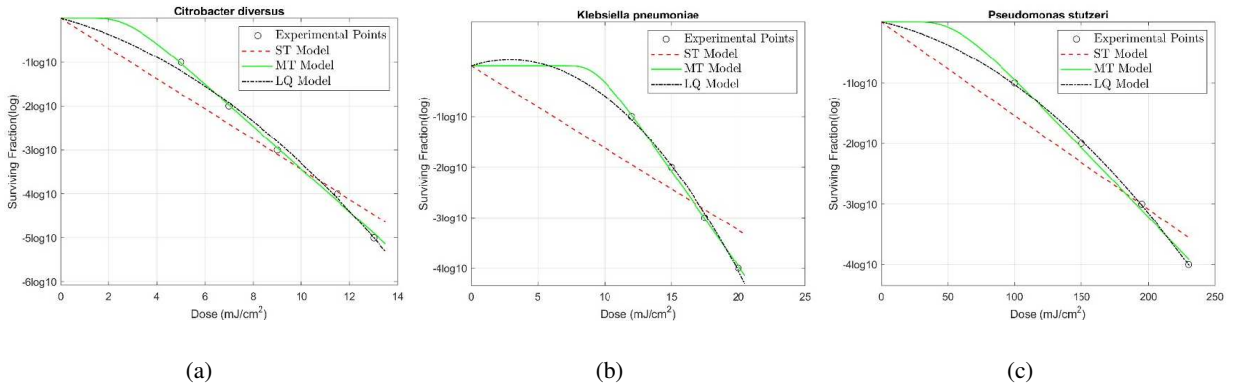 Citrobacter diversus
Experimental Points
ST Model
MT Model
LQ Model
Surviving Fraction(log)
0
-1log10
-2log10
-3log10
-4log10
-5log10
-6log10
0 2 4 6 8 10 12 14
Dose (mJ/cm²)
(a)
Klebsiella pneumoniae
Experimental Points
ST Model
MT Model
LQ Model
Surviving Fraction(log)
0
-1log10
-2log10
-3log10
-4log10
0 5 10 15 20 25
Dose (mJ/cm²)
(b)
Pseudomonas stutzeri
Experimental Points
ST Model
MT Model
LQ Model
Surviving Fraction(log)
0
-1log10
-2log10
-3log10
-4log10
0 50 100 150 200 250
Dose (mJ/cm²)
(c)